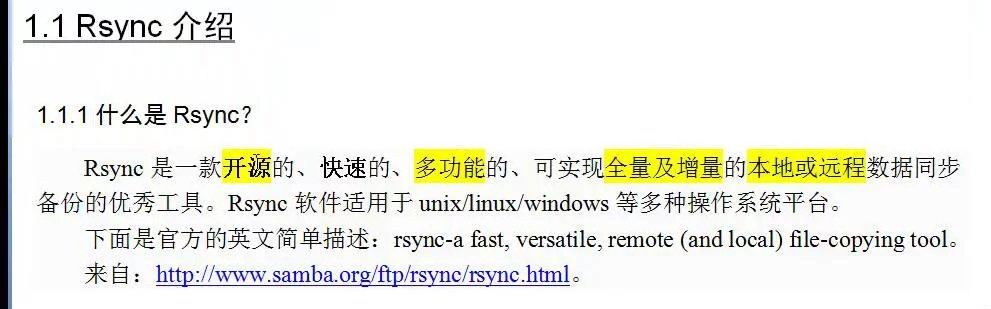 1.1 Rsync 介绍
1.1.1 什么是 Rsync?
Rsync 是一款开源的、快速的、多功能的、可实现全量及增量的本地或远程数据同步
备份的优秀工具。Rsync 软件适用于 unix/linux/windows 等多种操作系统平台。
下面是官方的英文简单描述：rsync-a fast, versatile, remote (and local) file-copying tool。
来自：http://www.samba.org/ftp/rsync/rsync.html。